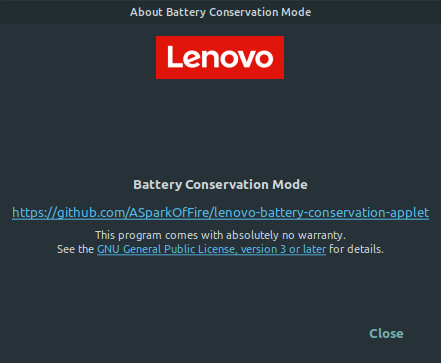 About Battery Conservation Mode
Lenovo
Battery Conservation Mode
https://github.com/ASparkOfFire/lenovo-battery-conservation-applet
This program comes with absolutely no warranty.
See the GNU General Public License, version 3 or later for details.
Close